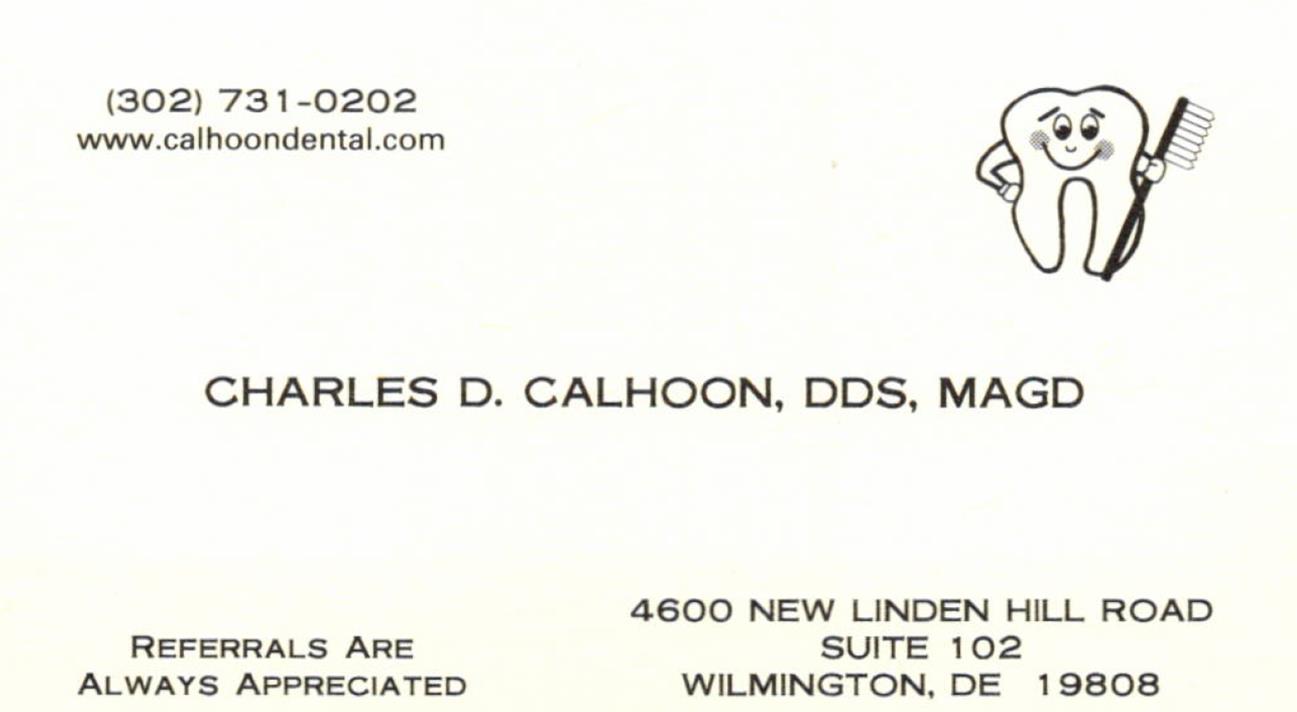 (302) 731-0202
www.calhoondental.com
CHARLES D. CALHOON, DDS, MAGD
REFERRALS ARE
ALWAYS APPRECIATED
4600 NEW LINDEN HILL ROAD
SUITE 102
WILMINGTON, DE 19808